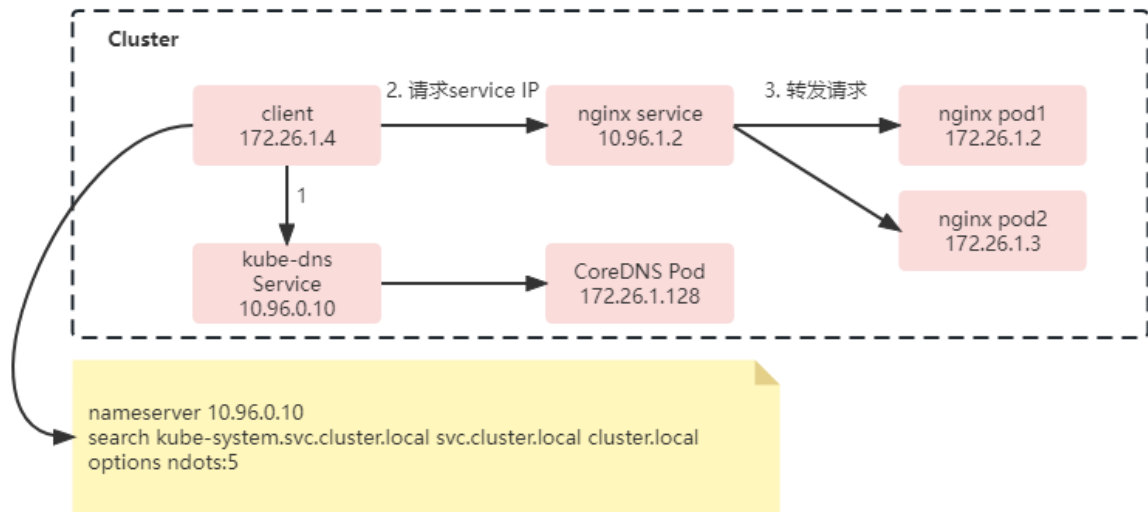 Cluster
client
172.26.1.4
2. 请求service IP
nginx service
10.96.1.2
3. 转发请求
nginx pod1
172.26.1.2
1
nginx pod2
172.26.1.3
kube-dns
Service
10.96.0.10
CoreDNS Pod
172.26.1.128
nameserver 10.96.0.10
search kube-system.svc.cluster.local svc.cluster.local cluster.local
options ndots:5